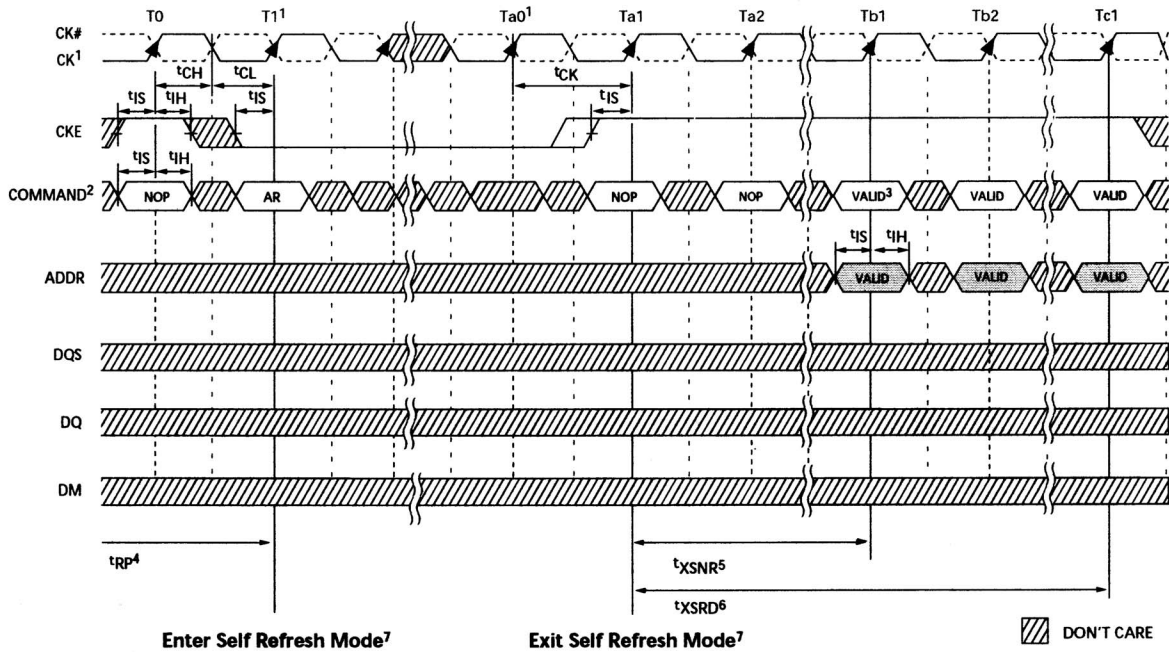 T0 T1¹ Ta0¹ Ta1 Ta2 Tb1 Tb2 Tc1
CK#
CK¹
tCH tCL tCK
tIS tIH tIS tIS
CKE
tIS tIH
COMMAND² NOP AR NOP NOP VALID³ VALID VALID
tIS tIH
ADDR VALID VALID VALID
DQS
DQ
DM
tRP⁴ tXSNR⁵
tXSRD⁶
Enter Self Refresh Mode⁷ Exit Self Refresh Mode⁷ DON'T CARE